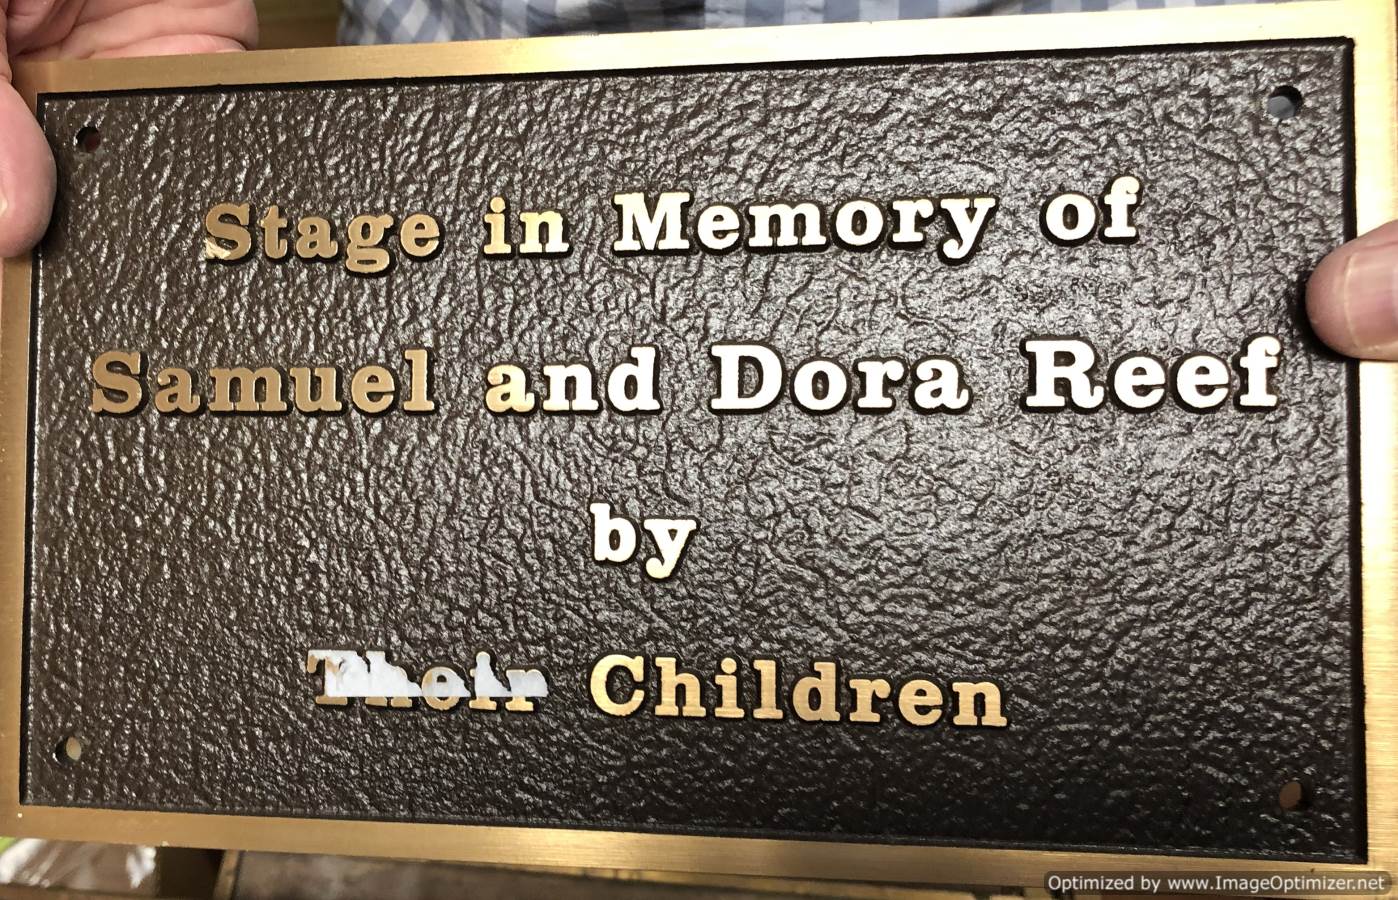 Stage in Memory of
Samuel and Dora Reef
by
Their Children
Optimized by www.ImageOptimizer.net